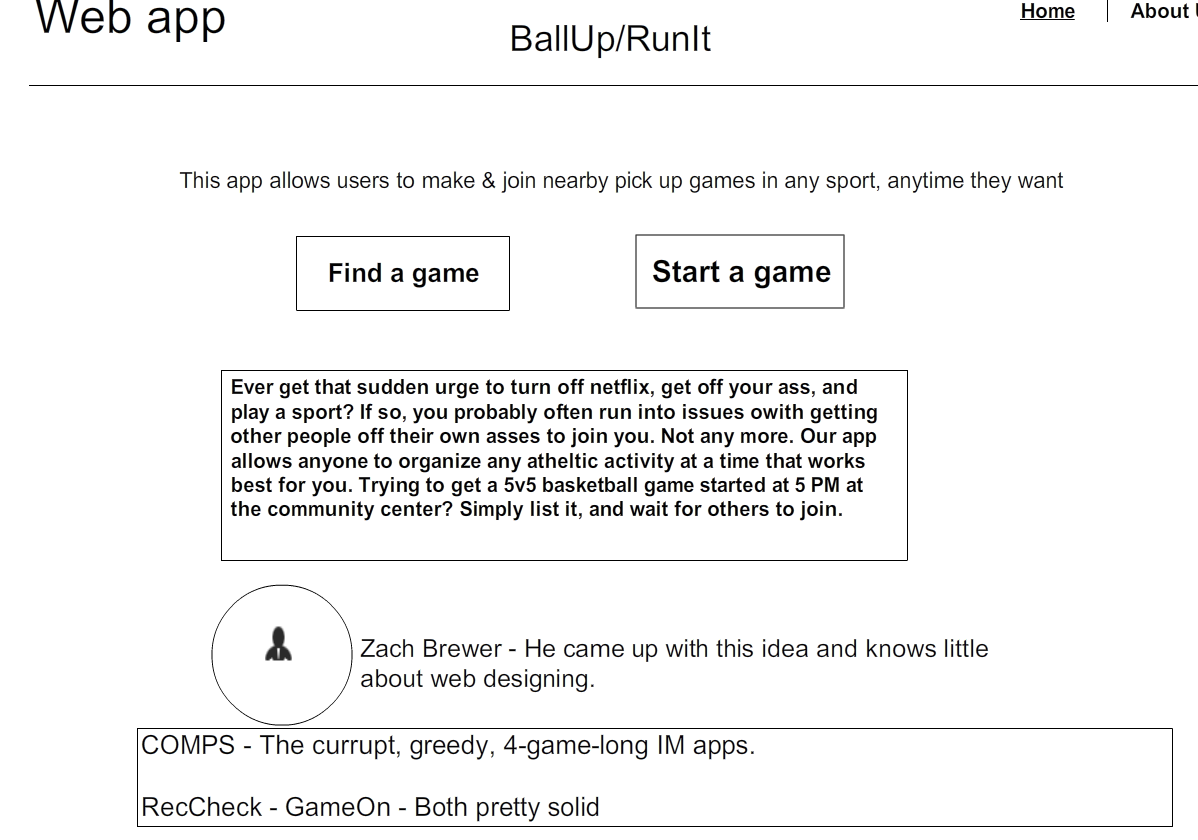 Web app
BallUp/RunIt
Home
About
This app allows users to make & join nearby pick up games in any sport, anytime they want
Find a game
Start a game
Ever get that sudden urge to turn off netflix, get off your ass, and
play a sport? If so, you probably often run into issues owith getting
other people off their own asses to join you. Not any more. Our app
allows anyone to organize any atheltic activity at a time that works
best for you. Trying to get a 5v5 basketball game started at 5 PM at
the community center? Simply list it, and wait for others to join.
Zach Brewer - He came up with this idea and knows little
about web designing.
COMPS - The currupt, greedy, 4-game-long IM apps.
RecCheck - GameOn - Both pretty solid